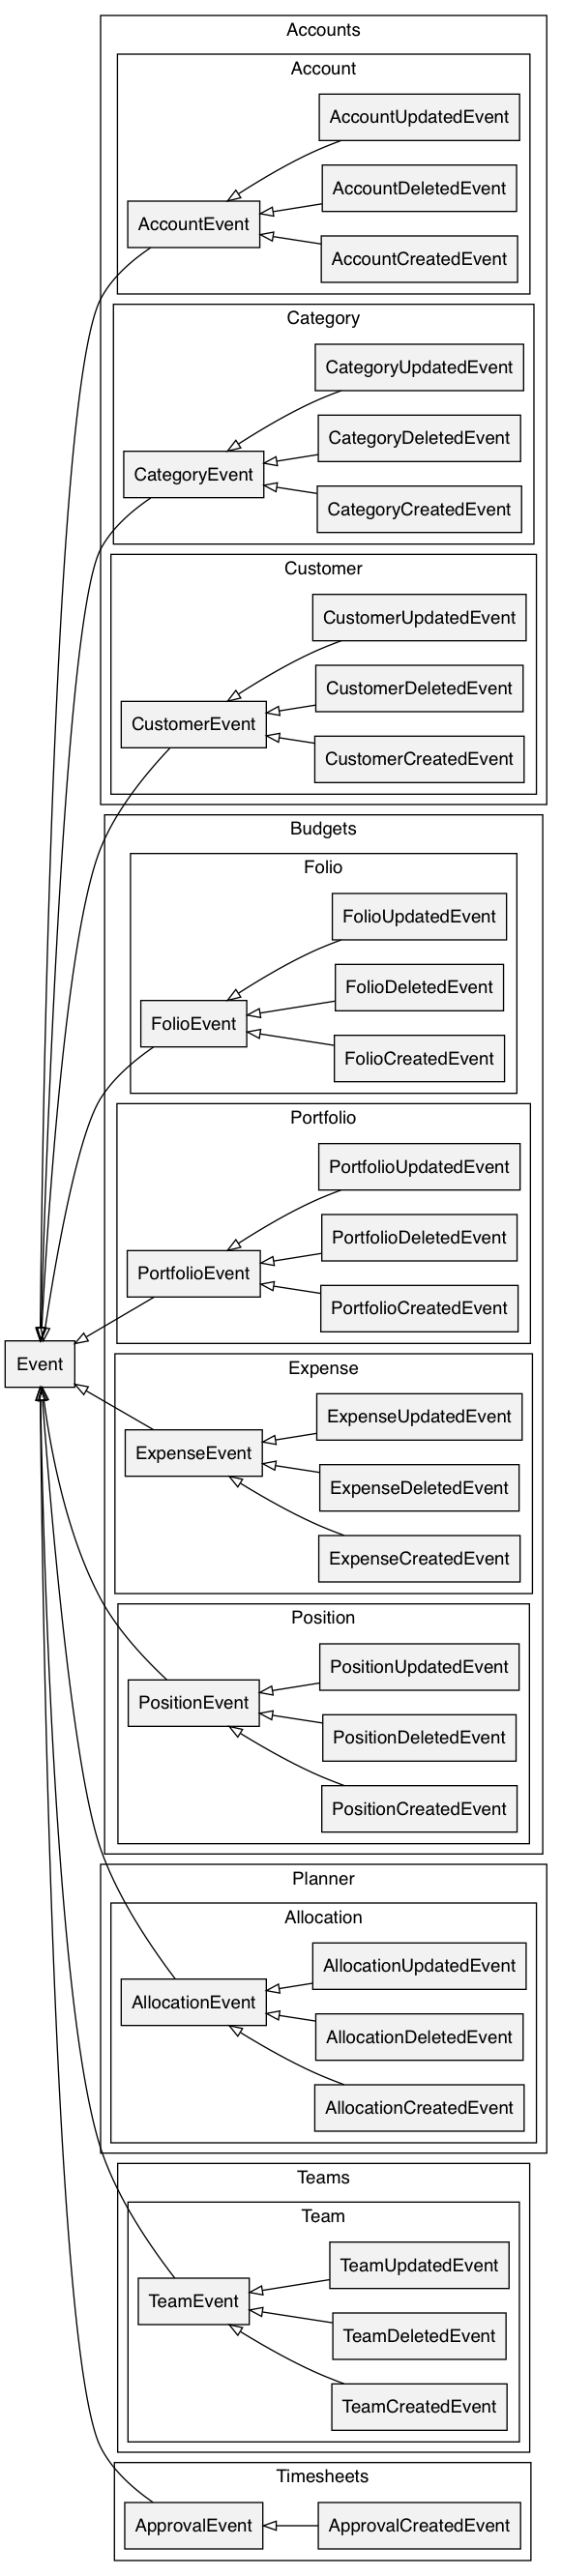 Accounts
Account
AccountUpdatedEvent
AccountDeletedEvent
AccountEvent
AccountCreatedEvent
Category
CategoryUpdatedEvent
CategoryDeletedEvent
CategoryEvent
CategoryCreatedEvent
Customer
CustomerUpdatedEvent
CustomerDeletedEvent
CustomerEvent
CustomerCreatedEvent
Budgets
Folio
FolioUpdatedEvent
FolioDeletedEvent
FolioEvent
FolioCreatedEvent
Portfolio
PortfolioUpdatedEvent
PortfolioDeletedEvent
PortfolioEvent
PortfolioCreatedEvent
Event
Expense
ExpenseUpdatedEvent
ExpenseEvent
ExpenseDeletedEvent
ExpenseCreatedEvent
Position
PositionUpdatedEvent
PositionEvent
PositionDeletedEvent
PositionCreatedEvent
Planner
Allocation
AllocationUpdatedEvent
AllocationEvent
AllocationDeletedEvent
AllocationCreatedEvent
Teams
Team
TeamUpdatedEvent
TeamEvent
TeamDeletedEvent
TeamCreatedEvent
Timesheets
ApprovalEvent
ApprovalCreatedEvent